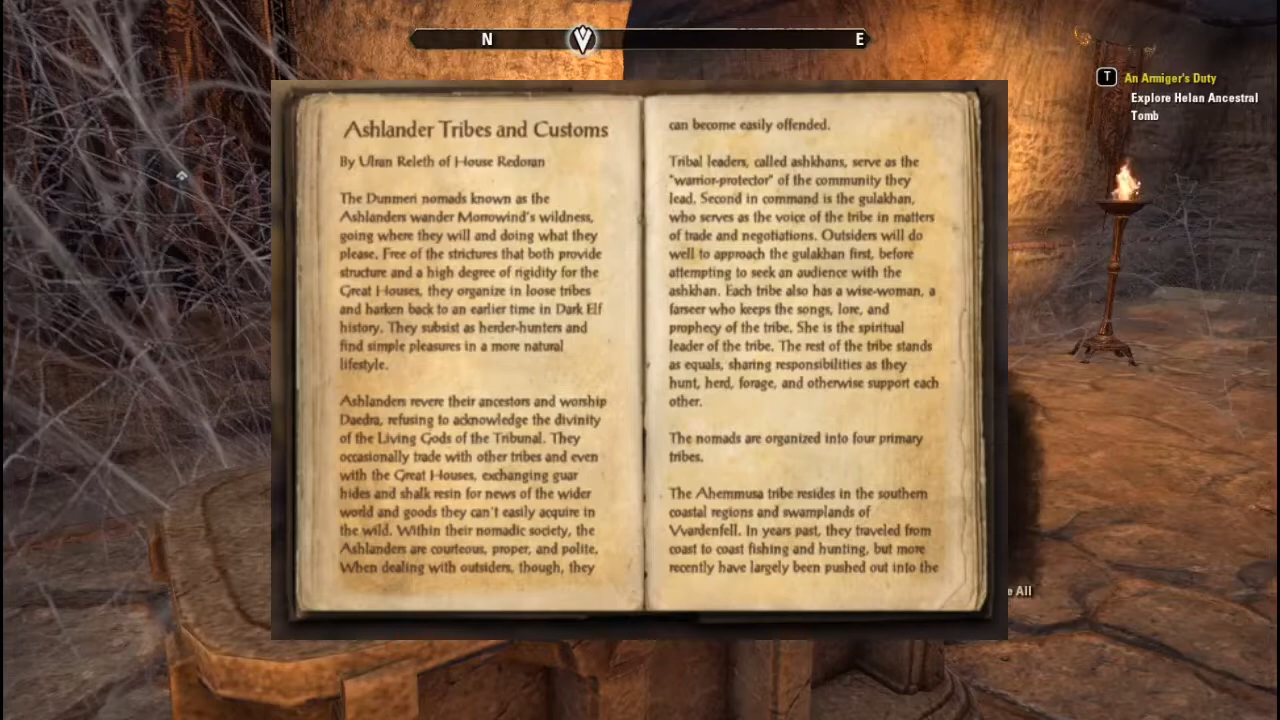 N
E
T
An Armiger's Duty
Explore Helan Ancestral
Tomb
Ashlander Tribes and Customs
By Ulran Releth of House Redoran
The Dunmeri nomads known as the
Ashlanders wander Morrowind's wildness,
going where they will and doing what they
please. Free of the strictures that both provide
structure and a high degree of rigidity for the
Great Houses, they organize in loose tribes
and harken back to an earlier time in Dark Elf
history. They subsist as herder-hunters and
find simple pleasures in a more natural
lifestyle.
Ashlanders revere their ancestors and worship
Daedra, refusing to acknowledge the divinity
of the Living Gods of the Tribunal. They
occasionally trade with other tribes and even
with the Great Houses, exchanging guar
hides and shalk resin for news of the wider
world and goods they can't easily acquire in
the wild. Within their nomadic society, the
Ashlanders are courteous, proper, and polite.
When dealing with outsiders, though, they
can become easily offended.
Tribal leaders, called ashkhans, serve as the
"warrior-protector" of the community they
lead. Second in command is the gulakhan,
who serves as the voice of the tribe in matters
of trade and negotiations. Outsiders will do
well to approach the gulakhan first, before
attempting to seek an audience with the
ashkhan. Each tribe also has a wise-woman, a
farseer who keeps the songs, lore, and
prophecy of the tribe. She is the spiritual
leader of the tribe. The rest of the tribe stands
as equals, sharing responsibilities as they
hunt, herd, forage, and otherwise support each
other.
The nomads are organized into four primary
tribes.
The Ahemmusa tribe resides in the southern
coastal regions and swamplands of
Vvardenfell. In years past, they traveled from
coast to coast fishing and hunting, but more
recently have largely been pushed out into the
e All